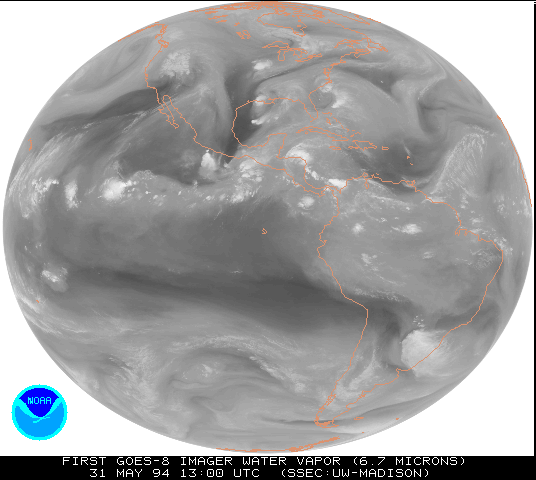 NOAA
FIRST GOES-8 IMAGER WATER VAPOR (6.7 MICRONS)
31 MAY 94 13:00 UTC (SSEC:UW-MADISON)